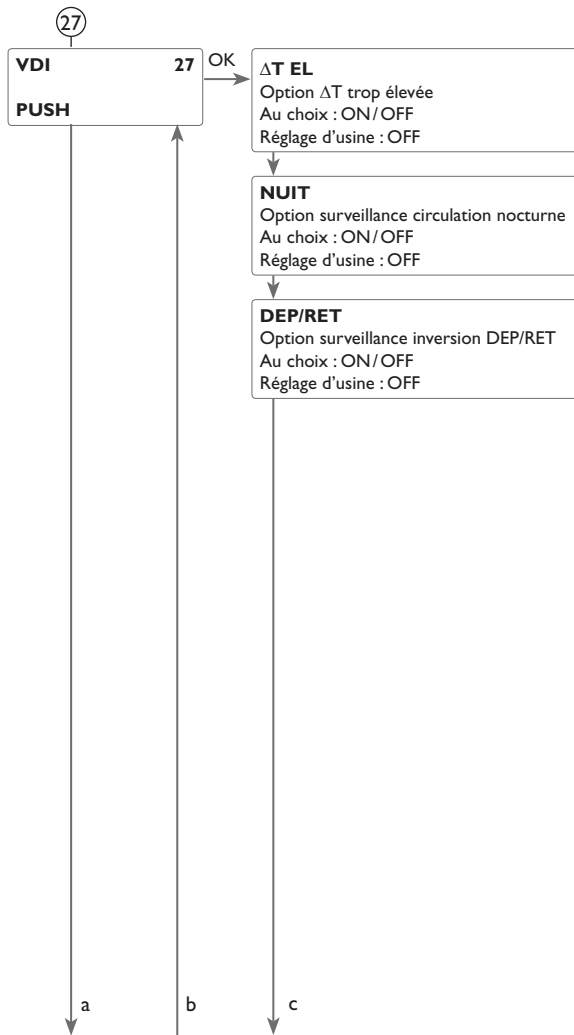 27
VDI 27
PUSH
OK
ΔT EL
Option ΔT trop élevée
Au choix : ON/OFF
Réglage d'usine : OFF
NUIT
Option surveillance circulation nocturne
Au choix : ON/OFF
Réglage d'usine : OFF
DEP/RET
Option surveillance inversion DEP/RET
Au choix : ON/OFF
Réglage d'usine : OFF
a b c